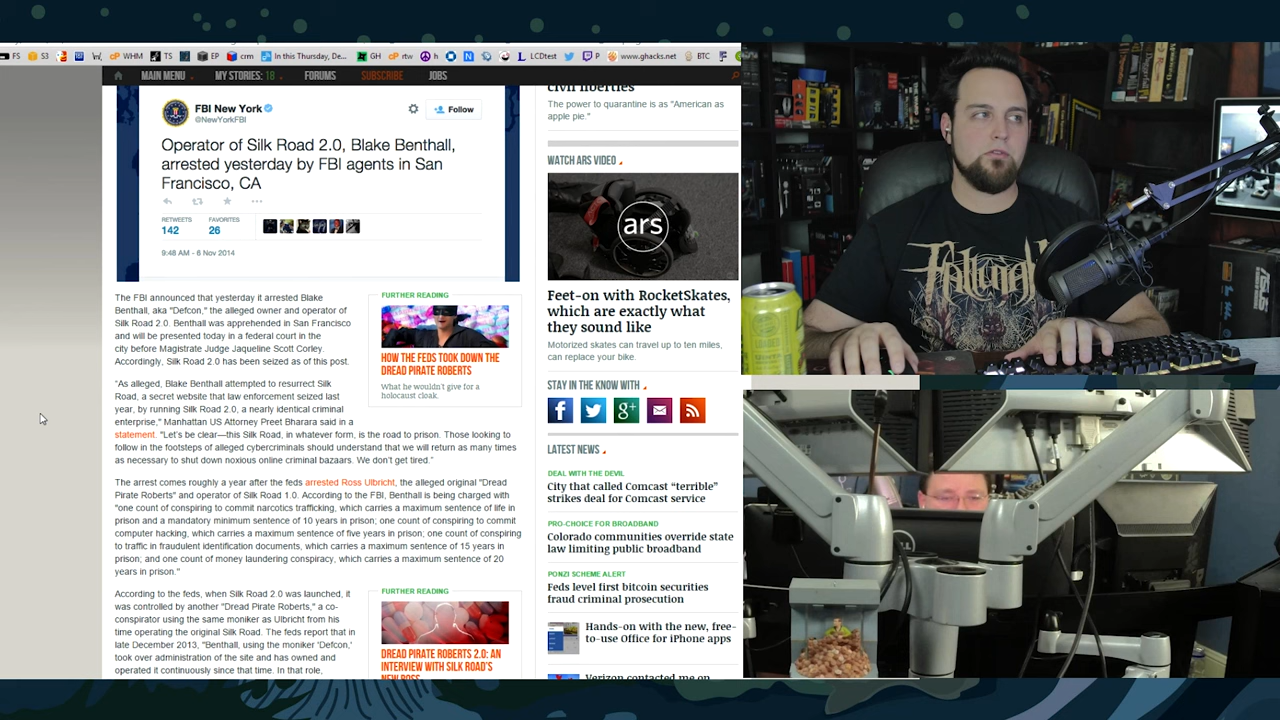 FS
S3
WHM
TS
EP
crm
In this Thursday, De...
GH
rtw
h
LCDtest
P
www.ghacks.net
BTC
MAIN MENU
MY STORIES: 18
FORUMS
SUBSCRIBE
JOBS
FBI New York
@NewYorkFBI
Follow
Operator of Silk Road 2.0, Blake Benthall,
arrested yesterday by FBI agents in San
Francisco, CA
RETWEETS
142
FAVORITES
26
9:48 AM - 6 Nov 2014
The FBI announced that yesterday it arrested Blake
Benthall, aka "Defcon," the alleged owner and operator of
Silk Road 2.0. Benthall was apprehended in San Francisco
and will be presented today in a federal court in the
city before Magistrate Judge Jaqueline Scott Corley.
Accordingly, Silk Road 2.0 has been seized as of this post.
"As alleged, Blake Benthall attempted to resurrect Silk
Road, a secret website that law enforcement seized last
year, by running Silk Road 2.0, a nearly identical criminal
enterprise," Manhattan US Attorney Preet Bharara said in a
statement. "Let's be clear—this Silk Road, in whatever form, is the road to prison. Those looking to
follow in the footsteps of alleged cybercriminals should understand that we will return as many times
as necessary to shut down noxious online criminal bazaars. We don't get tired."
The arrest comes roughly a year after the feds arrested Ross Ulbricht, the alleged original "Dread
Pirate Roberts" and operator of Silk Road 1.0. According to the FBI, Benthall is being charged with
"one count of conspiring to commit narcotics trafficking, which carries a maximum sentence of life in
prison and a mandatory minimum sentence of 10 years in prison; one count of conspiring to commit
computer hacking, which carries a maximum sentence of five years in prison; one count of conspiring
to traffic in fraudulent identification documents, which carries a maximum sentence of 15 years in
prison; and one count of money laundering conspiracy, which carries a maximum sentence of 20
years in prison."
According to the feds, when Silk Road 2.0 was launched, it
was controlled by another "Dread Pirate Roberts," a co-
conspirator using the same moniker as Ulbricht from his
time operating the original Silk Road. The feds report that in
late December 2013, "Benthall, using the moniker 'Defcon,'
took over administration of the site and has owned and
operated it continuously since that time. In that role,
FURTHER READING
HOW THE FEDS TOOK DOWN THE
DREAD PIRATE ROBERTS
What he wouldn't give for a
holocaust cloak.
FURTHER READING
DREAD PIRATE ROBERTS 2.0: AN
INTERVIEW WITH SILK ROAD'S
NEW BOSS
civil liberties
The power to quarantine is as "American as
apple pie."
WATCH ARS VIDEO
ars
Feet-on with RocketSkates,
which are exactly what
they sound like
Motorized skates can travel up to ten miles,
can replace your bike.
STAY IN THE KNOW WITH
LATEST NEWS
DEAL WITH THE DEVIL
City that called Comcast “terrible”
strikes deal for Comcast service
PRO-CHOICE FOR BROADBAND
Colorado communities override state
law limiting public broadband
PONZI SCHEME ALERT
Feds level first bitcoin securities
fraud criminal prosecution
Hands-on with the new, free-
to-use Office for iPhone apps
Verizon contacted me on